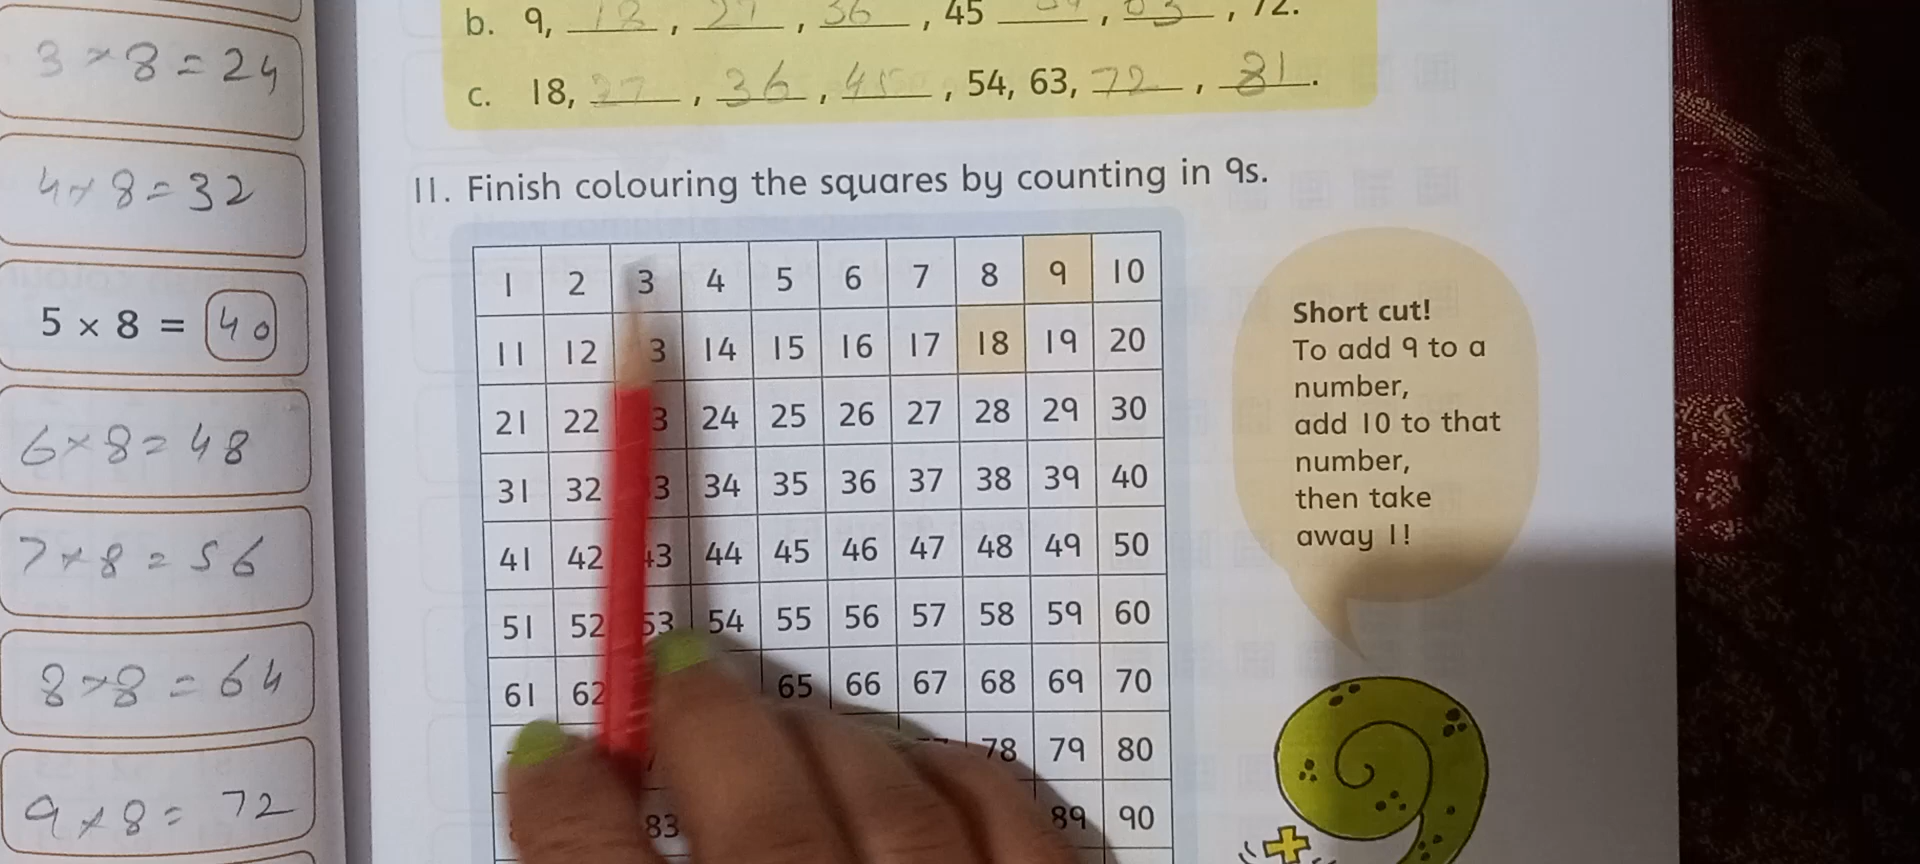 3 × 8 = 24
4 × 8 = 32
5 × 8 = 40
6 × 8 = 48
7 × 8 = 56
8 × 8 = 64
9 × 8 = 72
b. 9, 18, 27, 36, 45 54, 63, 72.
c. 18, 27, 36, 45, 54, 63, 72, 81.
11. Finish colouring the squares by counting in 9s.
1 2 3 4 5 6 7 8 9 10
11 12 3 14 15 16 17 18 19 20
21 22 3 24 25 26 27 28 29 30
31 32 3 34 35 36 37 38 39 40
41 42 43 44 45 46 47 48 49 50
51 52 53 54 55 56 57 58 59 60
61 62 65 66 67 68 69 70
78 79 80
83 89 90
Short cut!
To add 9 to a
number,
add 10 to that
number,
then take
away 1!